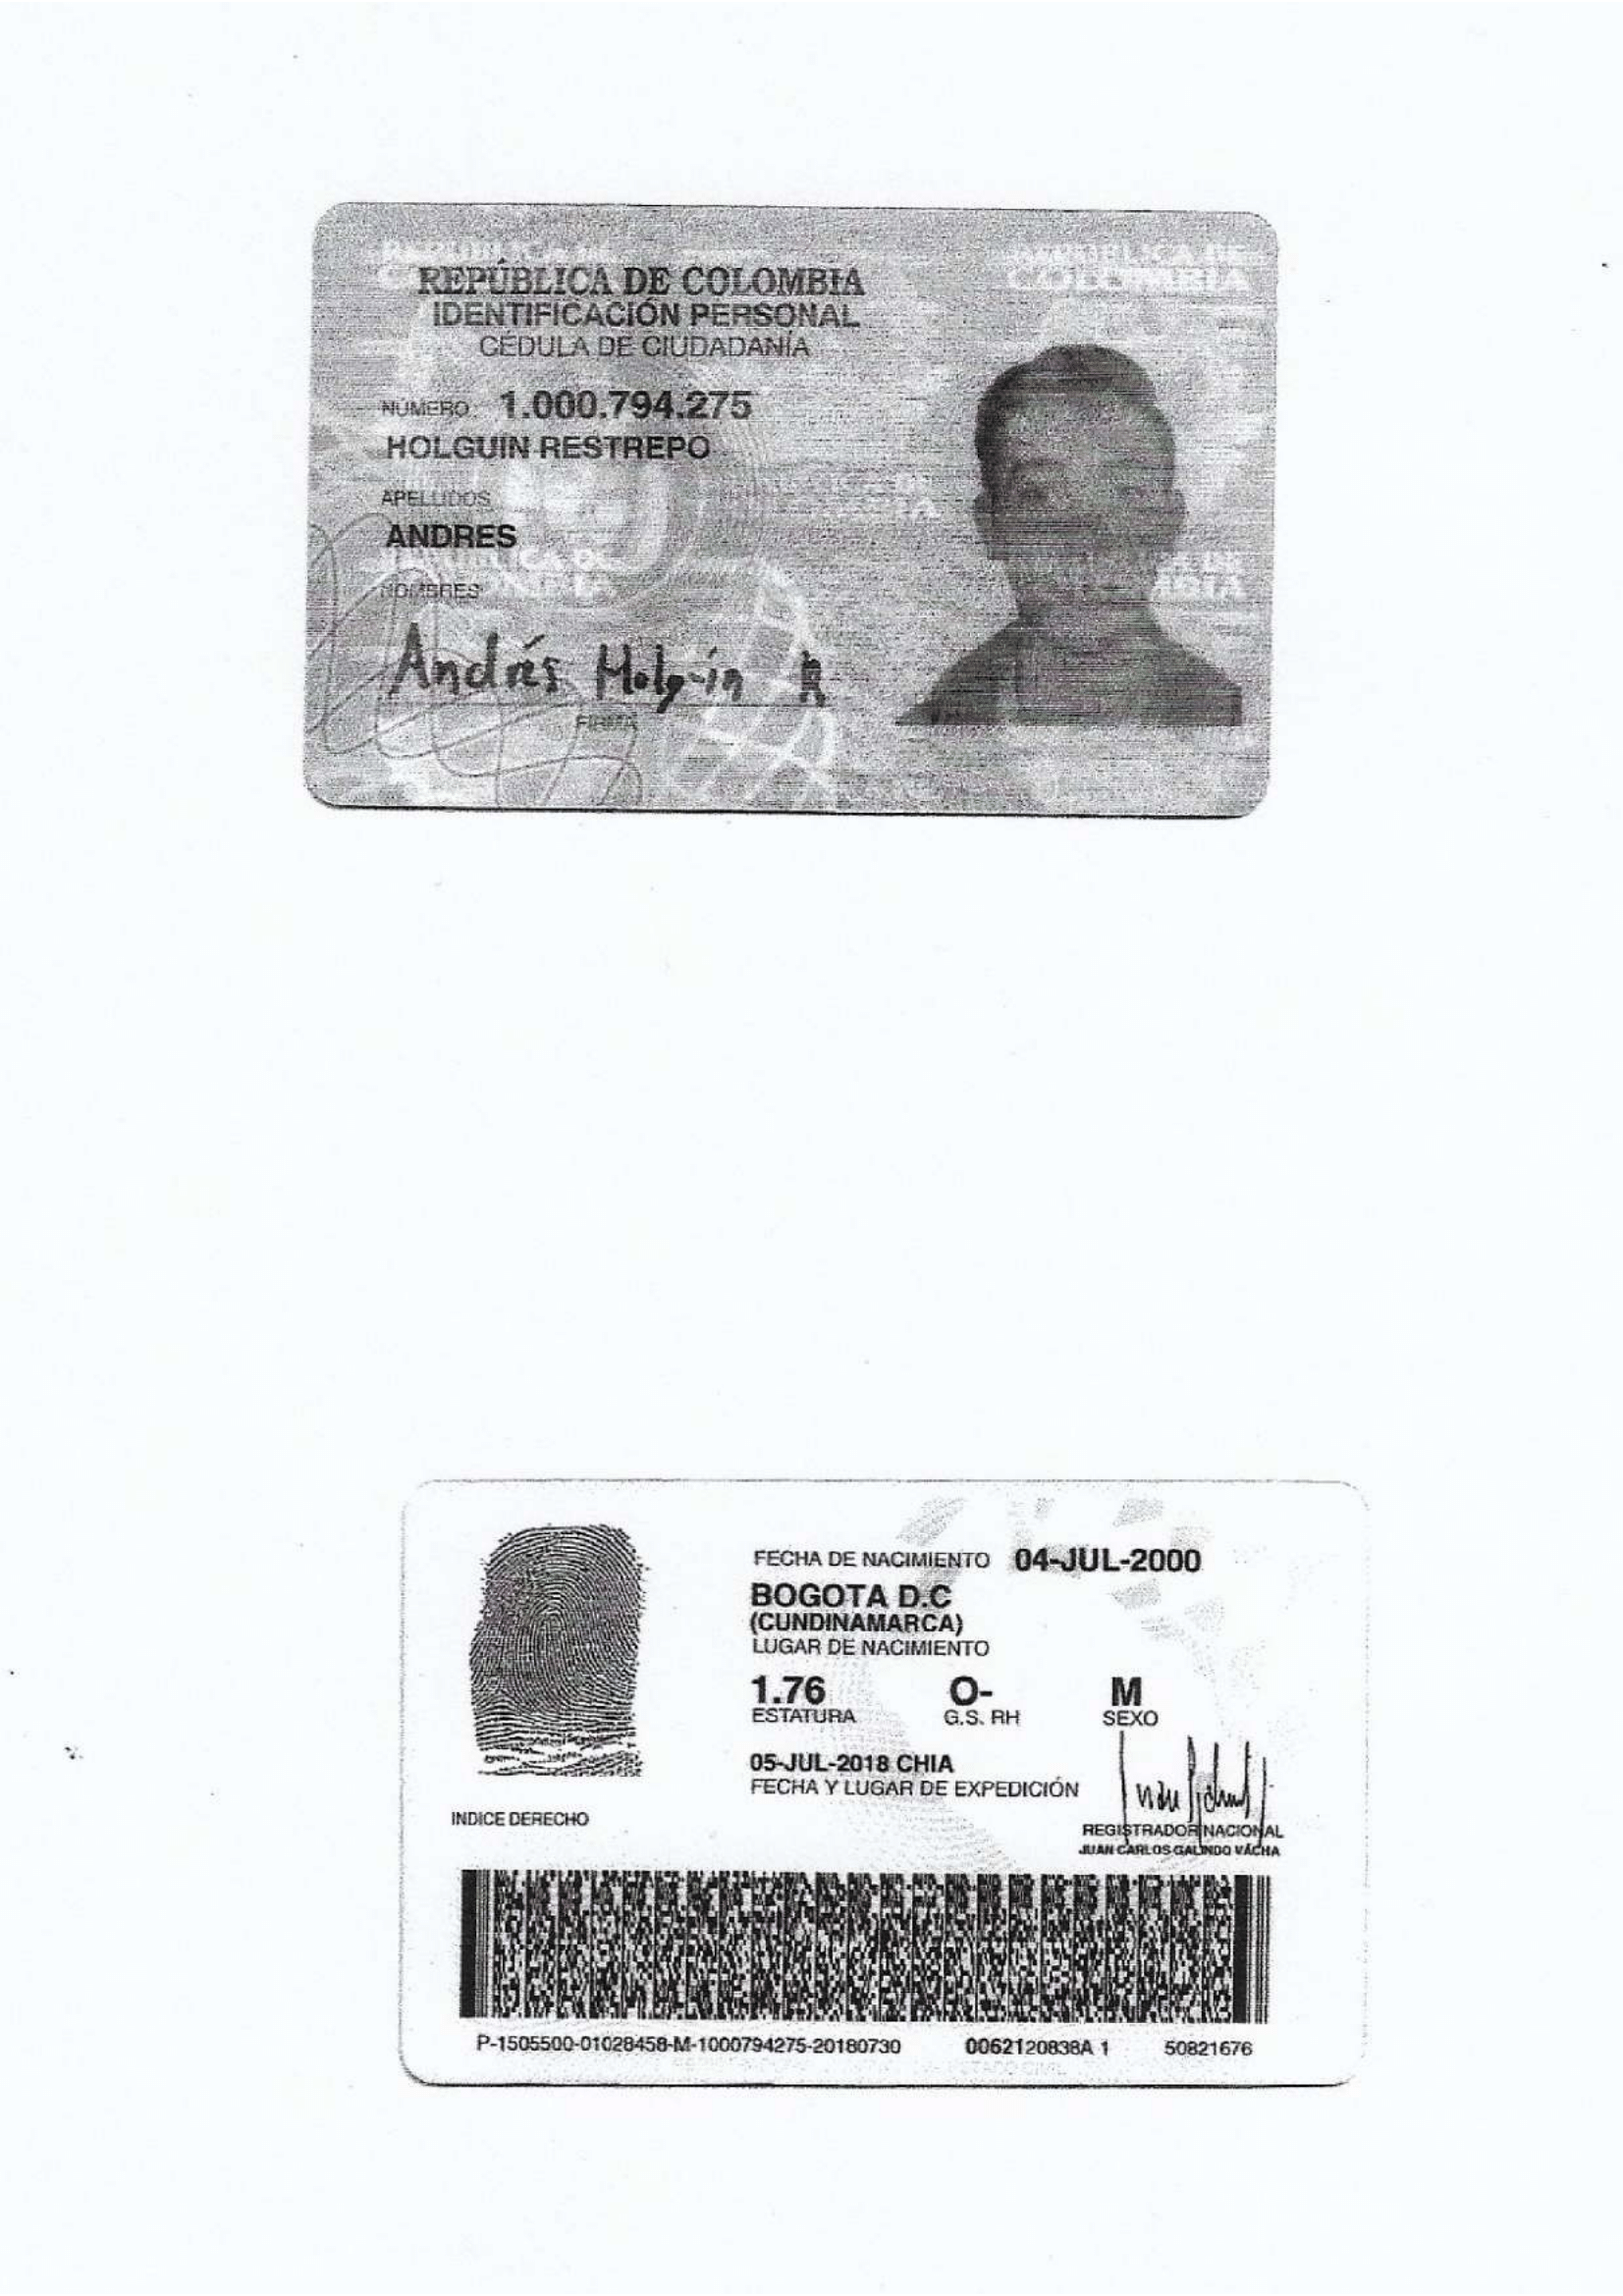 REPÚBLICA DE COLOMBIA
IDENTIFICACIÓN PERSONAL
CEDULA DE CIUDADANÍA
NÚMERO 1.000.794.275
HOLGUIN RESTREPO
APELLIDOS
ANDRES
NOMBRES
Andrés Holguín R
FIRMA
FECHA DE NACIMIENTO 04-JUL-2000
BOGOTA D.C
(CUNDINAMARCA)
LUGAR DE NACIMIENTO
1.76 O- M
ESTATURA G.S. RH SEXO
05-JUL-2018 CHIA
FECHA Y LUGAR DE EXPEDICIÓN
INDICE DERECHO
REGISTRADOR NACIONAL
JUAN CARLOS GALINDO VÁCHA
P-1505500-01028458-M-1000794275-20180730 0062120838A 1 50821676